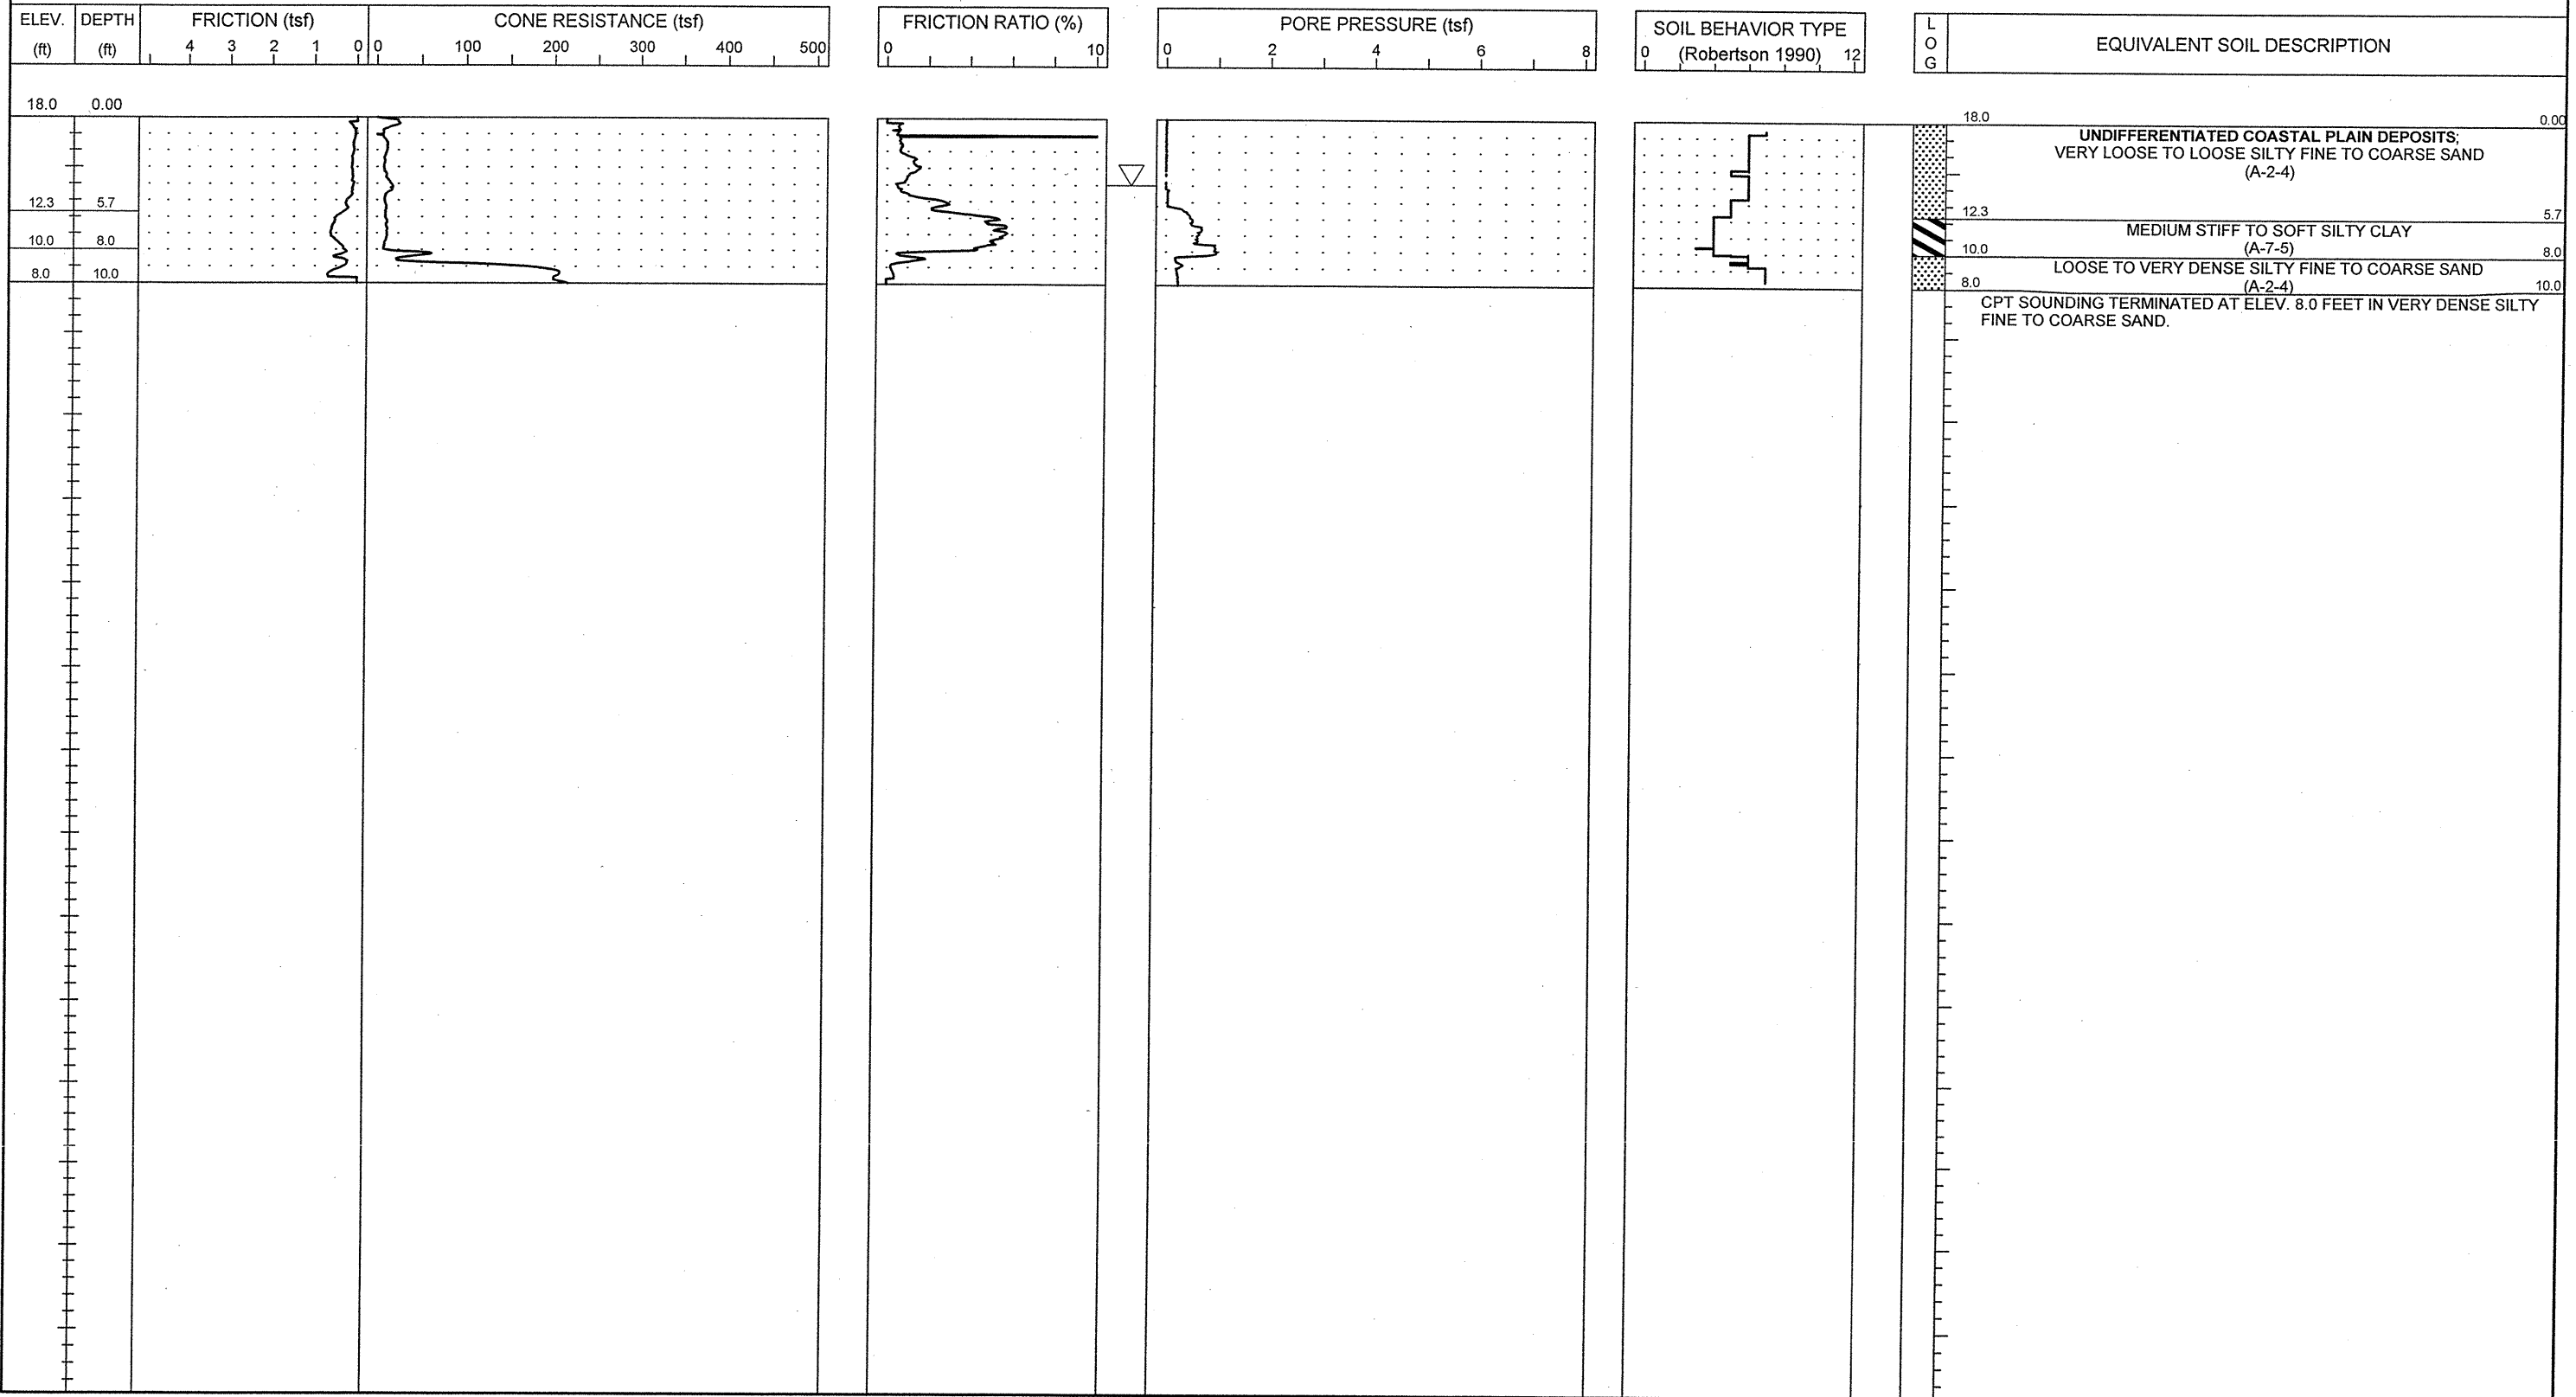 ELEV. (ft)
DEPTH (ft)
FRICTION (tsf)
4 3 2 1 0
CONE RESISTANCE (tsf)
0 100 200 300 400 500
FRICTION RATIO (%)
0 10
PORE PRESSURE (tsf)
0 2 4 6 8
SOIL BEHAVIOR TYPE
(Robertson 1990)
0 12
LOG
EQUIVALENT SOIL DESCRIPTION
18.0 0.00
12.3 5.7
10.0 8.0
8.0 10.0
18.0 0.00
UNDIFFERENTIATED COASTAL PLAIN DEPOSITS;
VERY LOOSE TO LOOSE SILTY FINE TO COARSE SAND
(A-2-4)
12.3 5.7
MEDIUM STIFF TO SOFT SILTY CLAY
(A-7-5)
10.0 8.0
LOOSE TO VERY DENSE SILTY FINE TO COARSE SAND
(A-2-4)
8.0 10.0
CPT SOUNDING TERMINATED AT ELEV. 8.0 FEET IN VERY DENSE SILTY
FINE TO COARSE SAND.